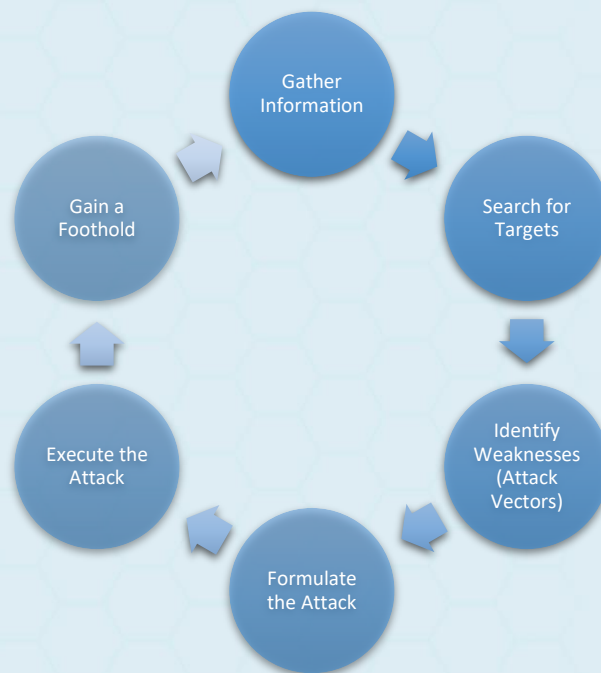 Gather
Information
Search for
Targets
Identify
Weaknesses
(Attack
Vectors)
Formulate
the Attack
Execute the
Attack
Gain a
Foothold